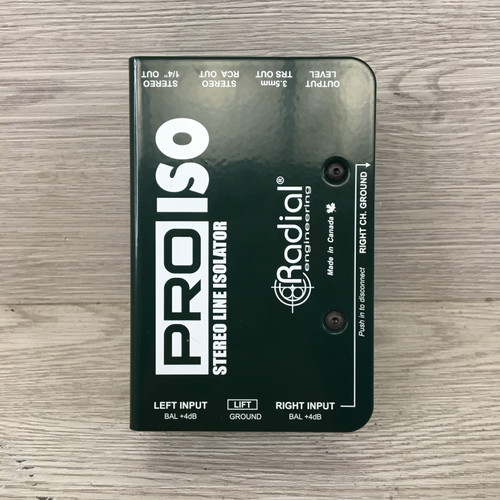 STEREO
1/4" OUT
STEREO
RCA OUT
3.5mm
TRS OUT
OUTPUT
LEVEL
PRO ISO
STEREO LINE ISOLATOR
Radial®
engineering
Made in Canada
Push in to disconnect
RIGHT CH. GROUND
LEFT INPUT
BAL +4dB
LIFT
GROUND
RIGHT INPUT
BAL +4dB